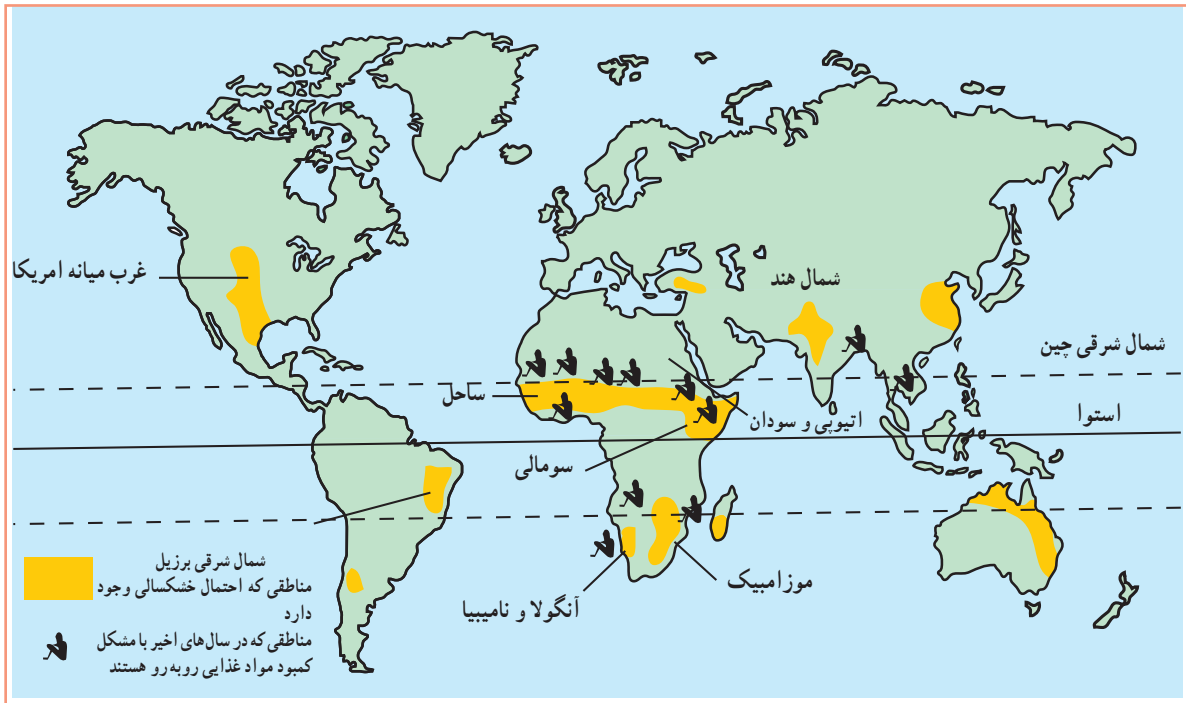 غرب میانه امریکا
شمال هند
شمال شرقی چین
ساحل
اتیوپی و سودان
استوا
سومالی
موزامبیک
آنگولا و نامیبیا
شمال شرقی برزیل
مناطقی که احتمال خشکسالی وجود
دارد
مناطقی که در سال‌های اخیر با مشکل
کمبود مواد غذایی روبه‌رو هستند